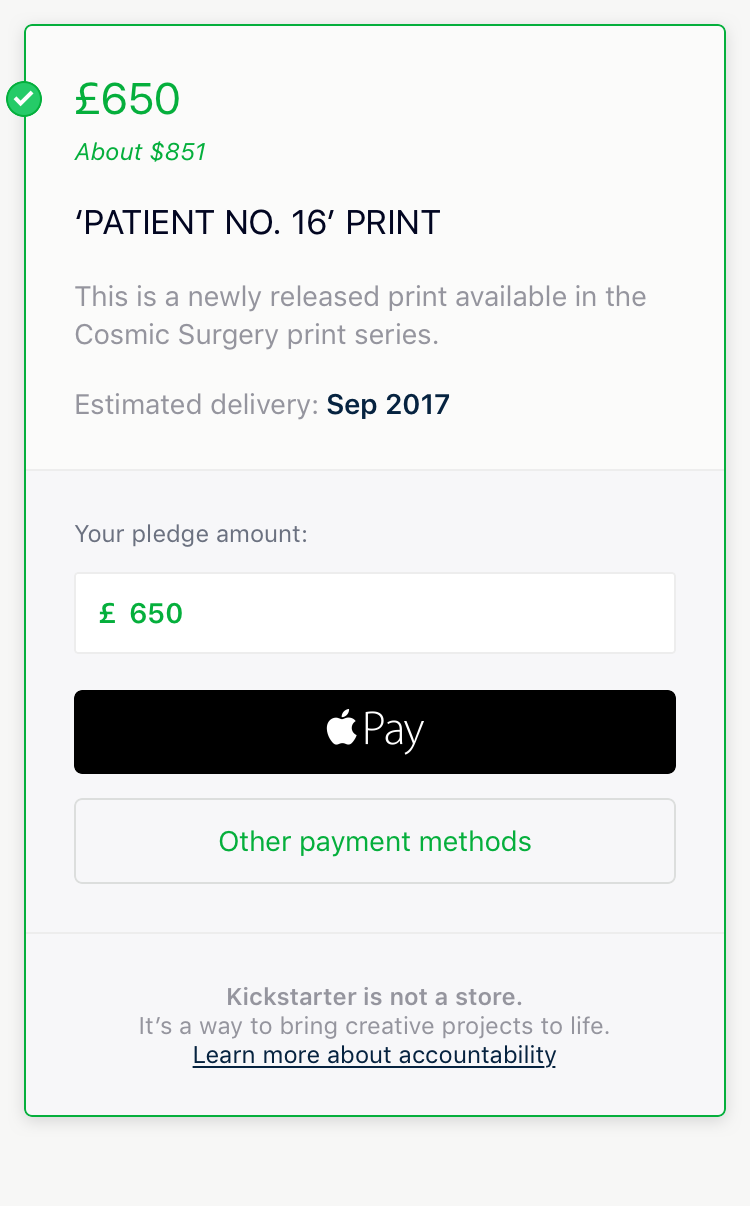 £650
About $851
‘PATIENT NO. 16’ PRINT
This is a newly released print available in the
Cosmic Surgery print series.
Estimated delivery: Sep 2017
Your pledge amount:
£ 650
Pay
Other payment methods
Kickstarter is not a store.
It’s a way to bring creative projects to life.
Learn more about accountability